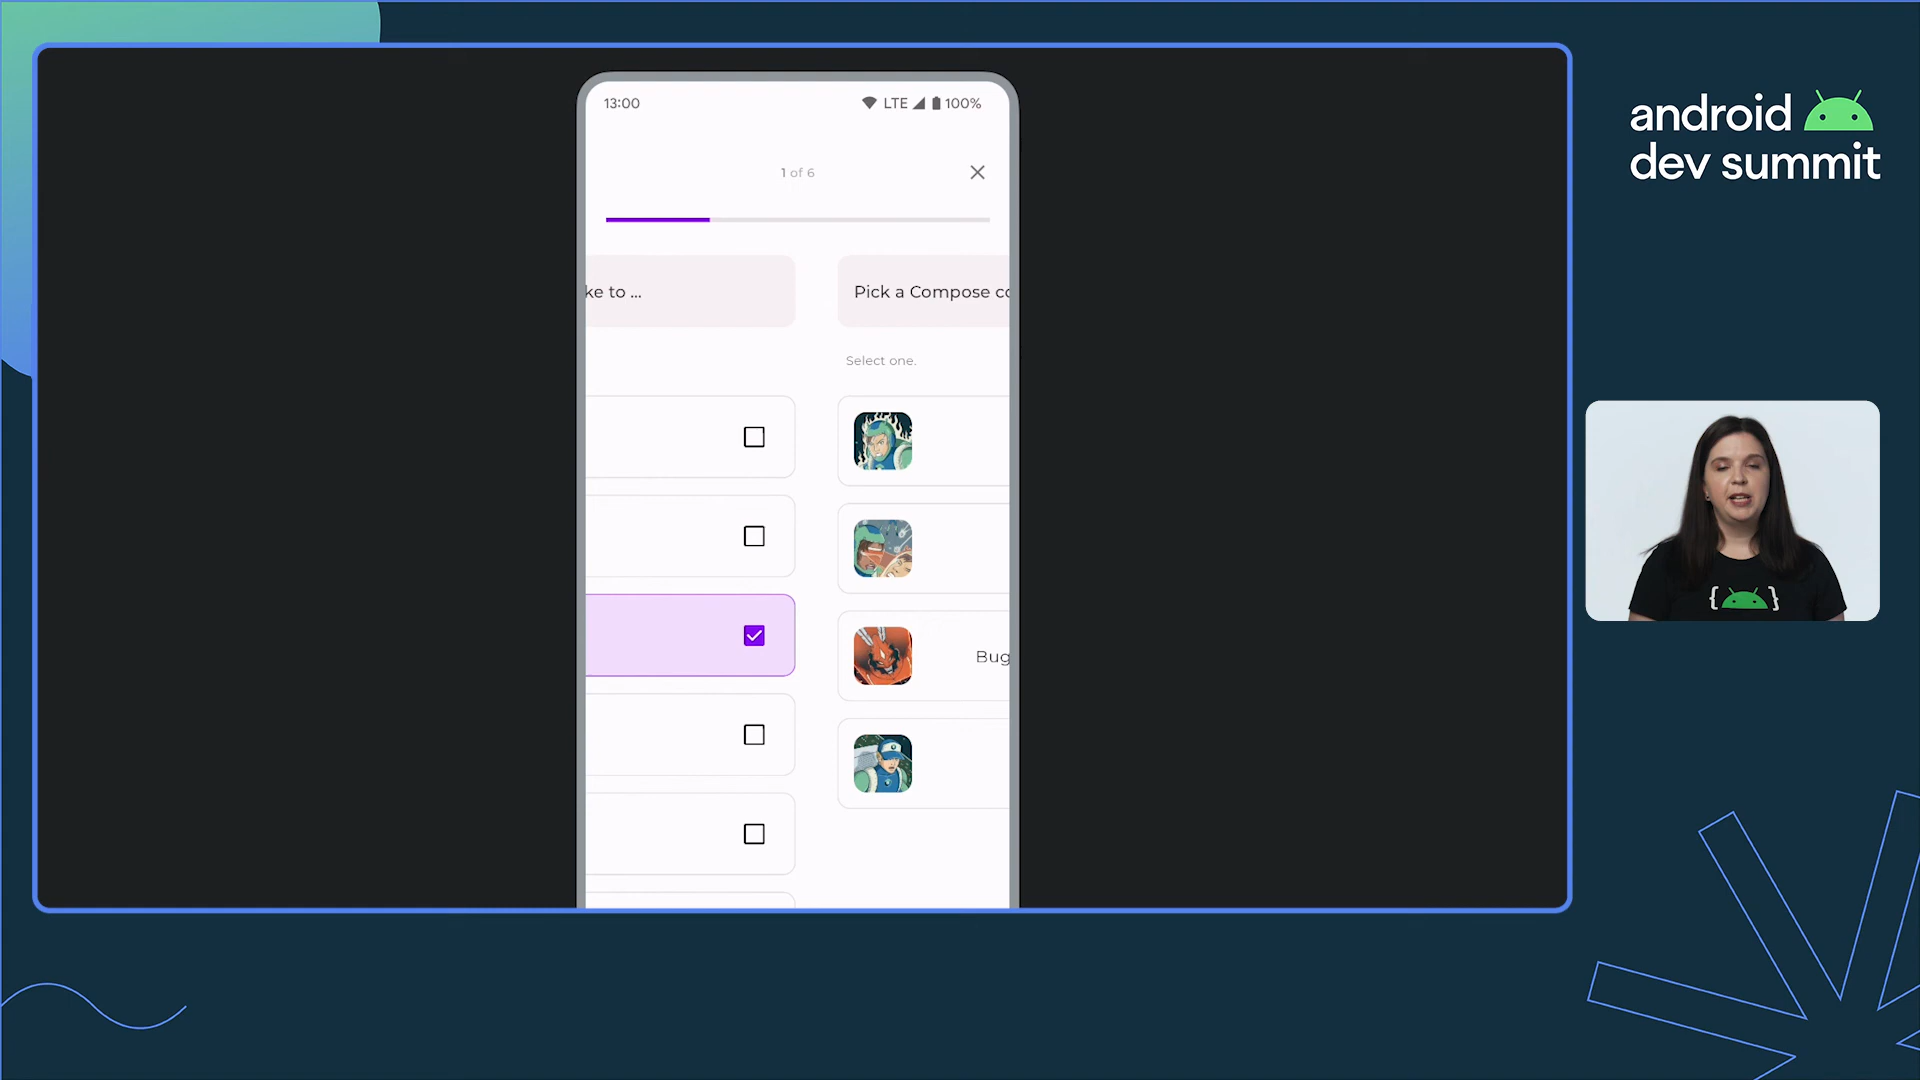 13:00
LTE 100%
1 of 6
ke to ...
Pick a Compose co
Select one.
Bug
android
dev summit
{ }